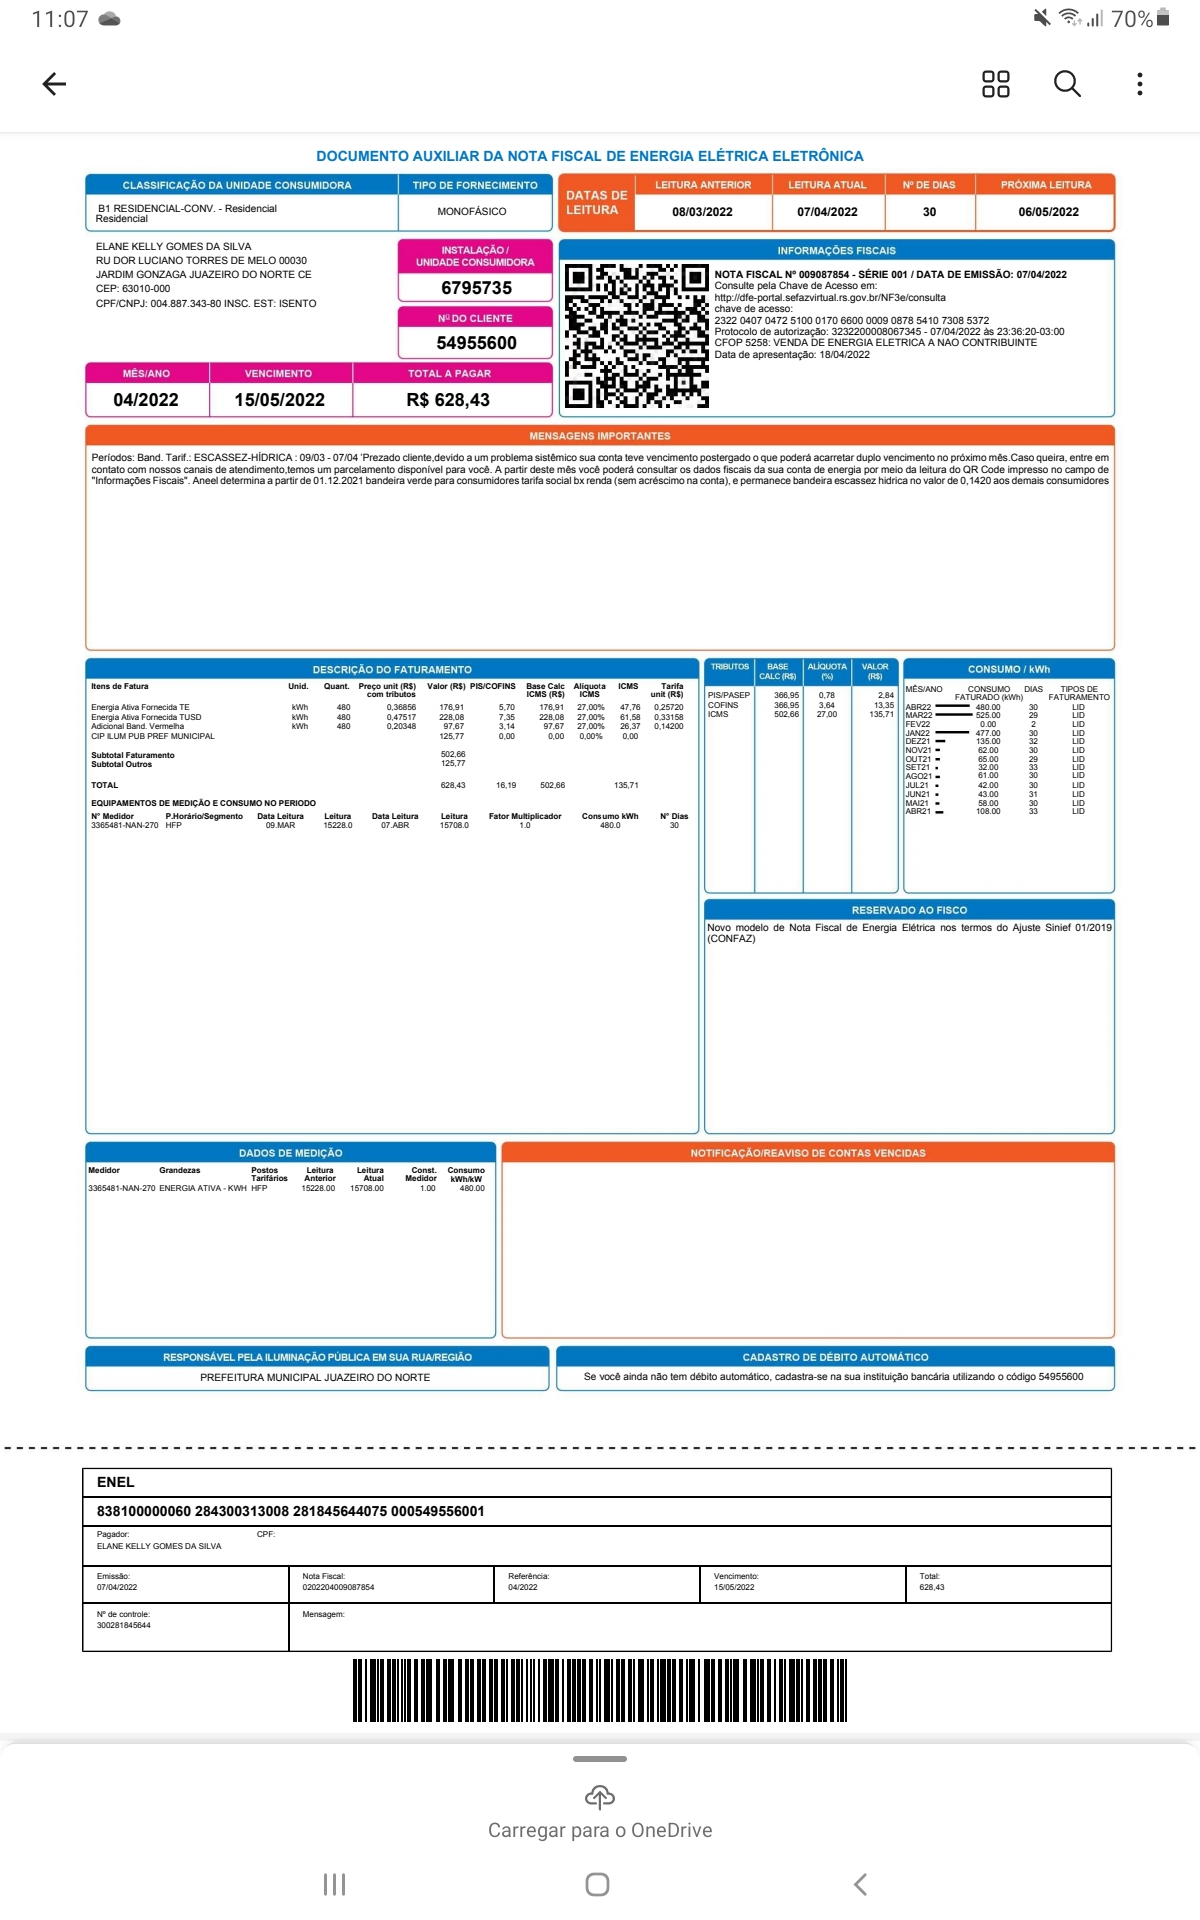 11:07
70%
DOCUMENTO AUXILIAR DA NOTA FISCAL DE ENERGIA ELÉTRICA ELETRÔNICA
CLASSIFICAÇÃO DA UNIDADE CONSUMIDORA
TIPO DE FORNECIMENTO
B1 RESIDENCIAL-CONV. - Residencial
Residencial
MONOFÁSICO
DATAS DE
LEITURA
LEITURA ANTERIOR LEITURA ATUAL Nº DE DIAS PRÓXIMA LEITURA
08/03/2022 07/04/2022 30 06/05/2022
ELANE KELLY GOMES DA SILVA
RU DOR LUCIANO TORRES DE MELO 00030
JARDIM GONZAGA JUAZEIRO DO NORTE CE
CEP: 63010-000
CPF/CNPJ: 004.887.343-80 INSC. EST: ISENTO
INSTALAÇÃO /
UNIDADE CONSUMIDORA
6795735
Nº DO CLIENTE
54955600
MÊS/ANO VENCIMENTO TOTAL A PAGAR
04/2022 15/05/2022 R$ 628,43
INFORMAÇÕES FISCAIS
NOTA FISCAL Nº 009087854 - SÉRIE 001 / DATA DE EMISSÃO: 07/04/2022
Consulte pela Chave de Acesso em:
http://dfe-portal.sefazvirtual.rs.gov.br/NF3e/consulta
chave de acesso:
2322 0407 0472 5100 0170 6600 0009 0878 5410 7308 5372
Protocolo de autorização: 3232200008067345 - 07/04/2022 às 23:36:20-03:00
CFOP 5258: VENDA DE ENERGIA ELETRICA A NAO CONTRIBUINTE
Data de apresentação: 18/04/2022
MENSAGENS IMPORTANTES
Períodos: Band. Tarif.: ESCASSEZ-HÍDRICA : 09/03 - 07/04 'Prezado cliente,devido a um problema sistêmico sua conta teve vencimento postergado o que poderá acarretar duplo vencimento no próximo mês.Caso queira, entre em
contato com nossos canais de atendimento,temos um parcelamento disponível para você. A partir deste mês você poderá consultar os dados fiscais da sua conta de energia por meio da leitura do QR Code impresso no campo de
"Informações Fiscais". Aneel determina a partir de 01.12.2021 bandeira verde para consumidores tarifa social bx renda (sem acréscimo na conta), e permanece bandeira escassez hidrica no valor de 0,1420 aos demais consumidores
DESCRIÇÃO DO FATURAMENTO
Itens de Fatura Unid. Quant. Preço unit (R$) Valor (R$) PIS/COFINS Base Calc Alíquota ICMS Tarifa
com tributos ICMS (R$) ICMS unit (R$)
Energia Ativa Fornecida TE kWh 480 0,36856 176,91 5,70 176,91 27,00% 47,76 0,25720
Energia Ativa Fornecida TUSD kWh 480 0,47517 228,08 7,35 228,08 27,00% 61,58 0,33158
Adicional Band. Vermelha kWh 480 0,20348 97,67 3,14 97,67 27,00% 26,37 0,14200
CIP ILUM PUB PREF MUNICIPAL 125,77 0,00 0,00 0,00% 0,00
Subtotal Faturamento 502,66
Subtotal Outros 125,77
TOTAL 628,43 16,19 502,66 135,71
EQUIPAMENTOS DE MEDIÇÃO E CONSUMO NO PERIODO
Nº Medidor P.Horário/Segmento Data Leitura Leitura Data Leitura Leitura Fator Multiplicador Consumo kWh N° Dias
3365481-NAN-270 HFP 09.MAR 15228.0 07.ABR 15708.0 1.0 480.0 30
TRIBUTOS BASE ALÍQUOTA VALOR
CALC (R$) (%) (R$)
PIS/PASEP 366,95 0,78 2,84
COFINS 366,95 3,64 13,35
ICMS 502,66 27,00 135,71
CONSUMO / kWh
MÊS/ANO CONSUMO DIAS TIPOS DE
FATURADO (kWh) FATURAMENTO
ABR22 480.00 30 LID
MAR22 525.00 29 LID
FEV22 0.00 2 LID
JAN22 477.00 30 LID
DEZ21 135.00 32 LID
NOV21 62.00 30 LID
OUT21 65.00 29 LID
SET21 32.00 33 LID
AGO21 61.00 30 LID
JUL21 42.00 30 LID
JUN21 43.00 31 LID
MAI21 58.00 30 LID
ABR21 108.00 33 LID
RESERVADO AO FISCO
Novo modelo de Nota Fiscal de Energia Elétrica nos termos do Ajuste Sinief 01/2019
(CONFAZ)
DADOS DE MEDIÇÃO
Medidor Grandezas Postos Leitura Leitura Const. Consumo
Tarifários Anterior Atual Medidor kWh/kW
3365481-NAN-270 ENERGIA ATIVA - KWH HFP 15228.00 15708.00 1.00 480.00
NOTIFICAÇÃO/REAVISO DE CONTAS VENCIDAS
RESPONSÁVEL PELA ILUMINAÇÃO PÚBLICA EM SUA RUA/REGIÃO
PREFEITURA MUNICIPAL JUAZEIRO DO NORTE
CADASTRO DE DÉBITO AUTOMÁTICO
Se você ainda não tem débito automático, cadastra-se na sua instituição bancária utilizando o código 54955600
ENEL
838100000060 284300313008 281845644075 000549556001
Pagador: CPF:
ELANE KELLY GOMES DA SILVA
Emissão: Nota Fiscal: Referência: Vencimento: Total:
07/04/2022 0202204009087854 04/2022 15/05/2022 628,43
Nº de controle: Mensagem:
300281845644
Carregar para o OneDrive